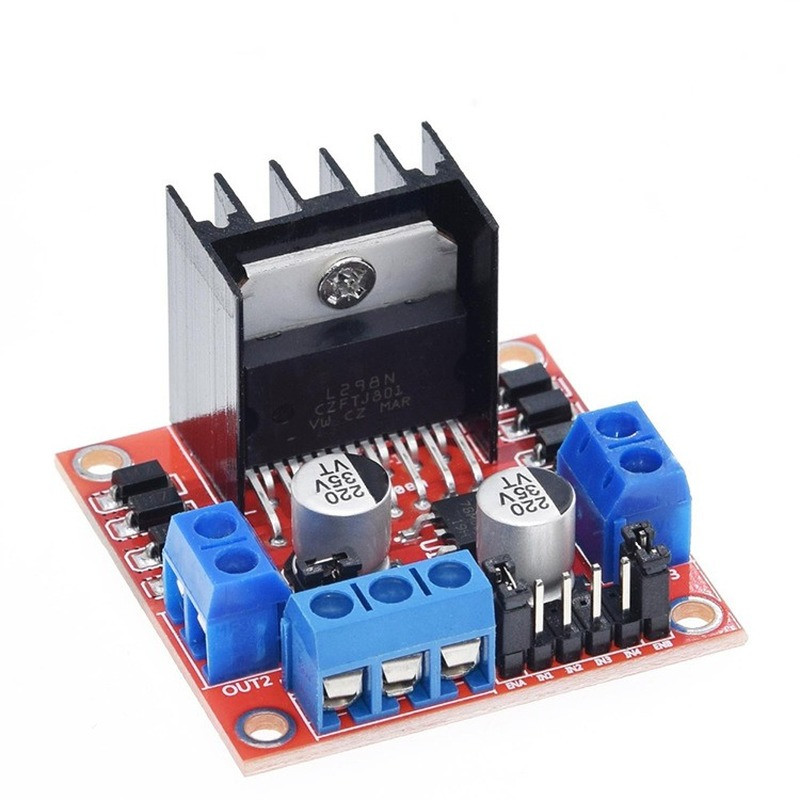 L298N
CZFTJ801
VW CZ MAR
220
35V
VT
220
35V
VT
OUT2
ENA
IN1
IN2
IN3
IN4
ENB